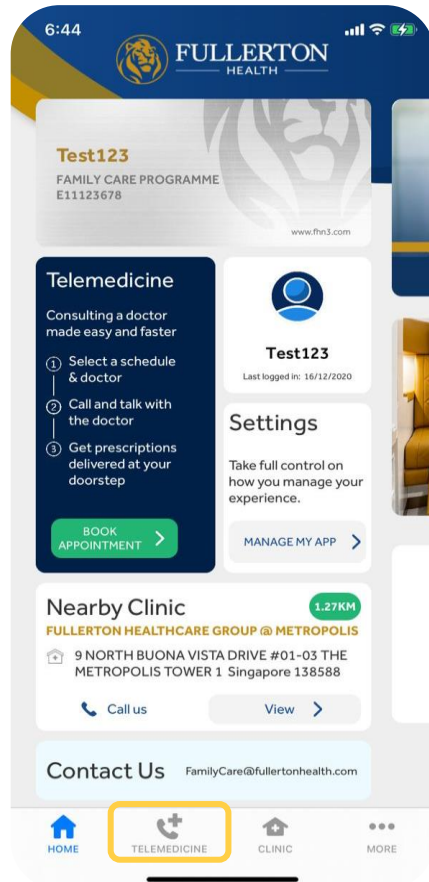 6:44
FULLERTON
HEALTH
Test123
FAMILY CARE PROGRAMME
E11123678
www.fhn3.com
Telemedicine
Consulting a doctor
made easy and faster
1 Select a schedule
& doctor
2 Call and talk with
the doctor
3 Get prescriptions
delivered at your
doorstep
BOOK
APPOINTMENT
Test123
Last logged in: 16/12/2020
Settings
Take full control on
how you manage your
experience.
MANAGE MY APP
Nearby Clinic
1.27KM
FULLERTON HEALTHCARE GROUP @ METROPOLIS
9 NORTH BUONA VISTA DRIVE #01-03 THE
METROPOLIS TOWER 1 Singapore 138588
Call us
View
Contact Us
FamilyCare@fullertonhealth.com
HOME
TELEMEDICINE
CLINIC
MORE